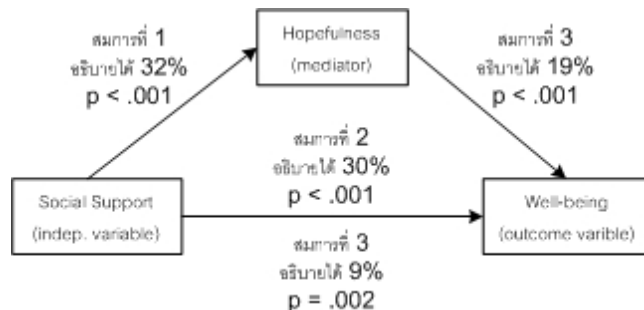 สมการที่ 1
อธิบายได้ 32%
p < .001
Hopefulness
(mediator)
สมการที่ 3
อธิบายได้ 19%
p < .001
สมการที่ 2
อธิบายได้ 30%
p < .001
Social Support
(indep. variable)
Well-being
(outcome varible)
สมการที่ 3
อธิบายได้ 9%
p = .002